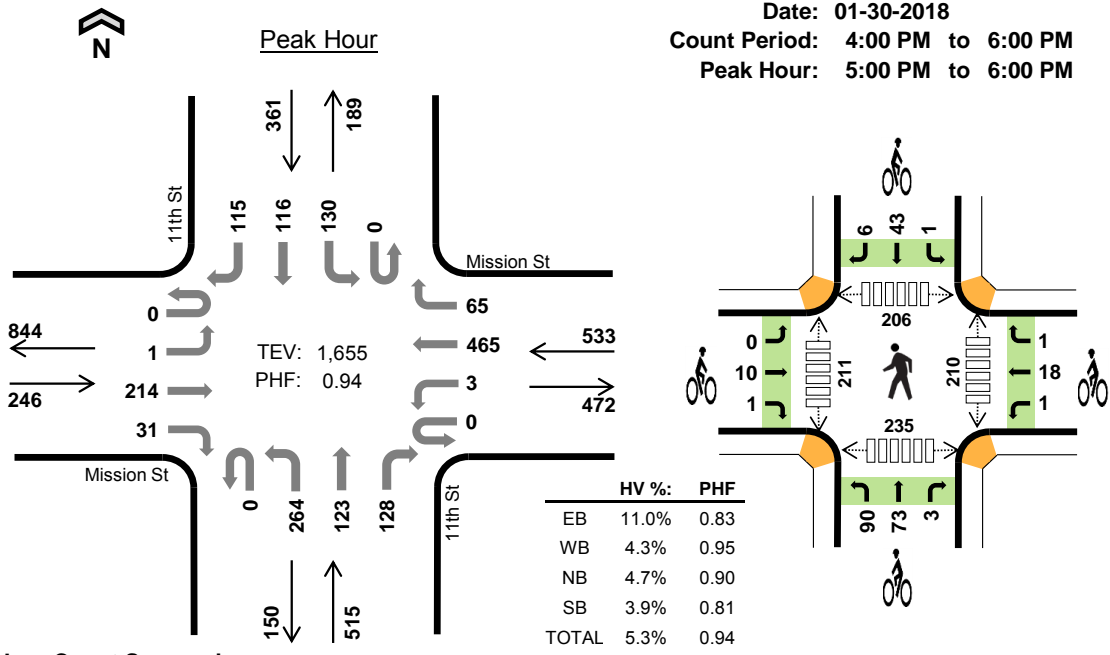 N
Peak Hour
Date: 01-30-2018
Count Period: 4:00 PM to 6:00 PM
Peak Hour: 5:00 PM to 6:00 PM
361
189
11th St
115
116
130
0
Mission St
0
1
214
31
844
246
TEV: 1,655
PHF: 0.94
65
465
3
0
533
472
Mission St
0
264
123
128
11th St
150
515
HV %: PHF
EB 11.0% 0.83
WB 4.3% 0.95
NB 4.7% 0.90
SB 3.9% 0.81
TOTAL 5.3% 0.94
6
43
1
206
0
10
1
211
210
1
18
1
235
90
73
3